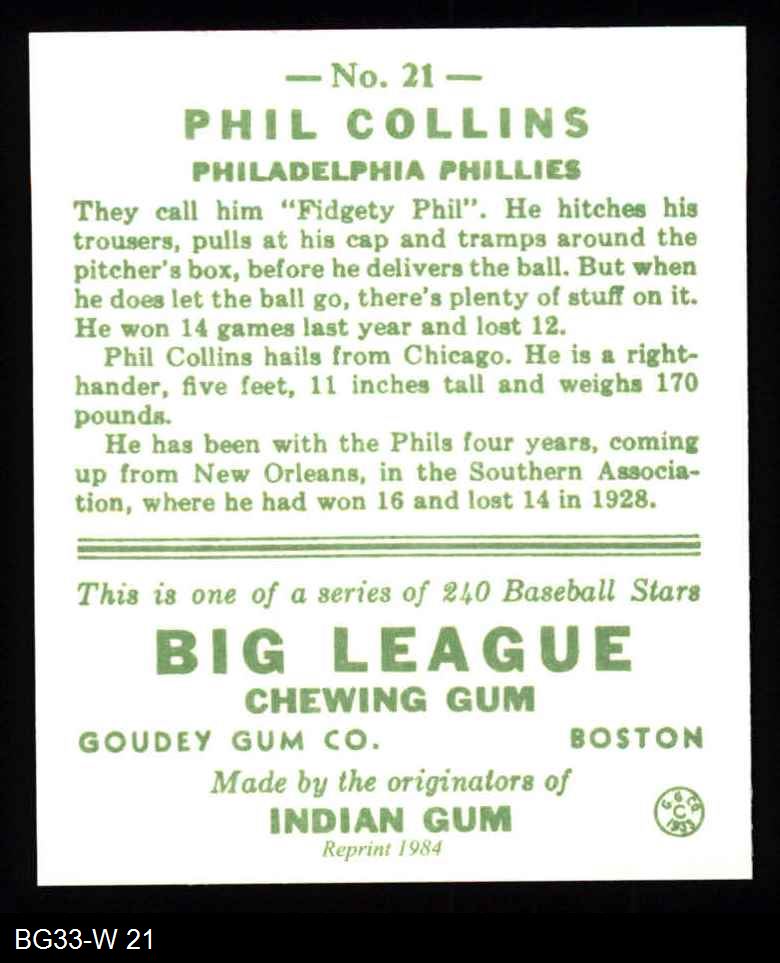 — No. 21 —
PHIL COLLINS
PHILADELPHIA PHILLIES
They call him "Fidgety Phil". He hitches his
trousers, pulls at his cap and tramps around the
pitcher's box, before he delivers the ball. But when
he does let the ball go, there's plenty of stuff on it.
He won 14 games last year and lost 12.
Phil Collins hails from Chicago. He is a right-
hander, five feet, 11 inches tall and weighs 170
pounds.
He has been with the Phils four years, coming
up from New Orleans, in the Southern Associa-
tion, where he had won 16 and lost 14 in 1928.
This is one of a series of 240 Baseball Stars
BIG LEAGUE
CHEWING GUM
GOUDEY GUM CO. BOSTON
Made by the originators of
INDIAN GUM
G G CO
C
1933
Reprint 1984
BG33-W 21